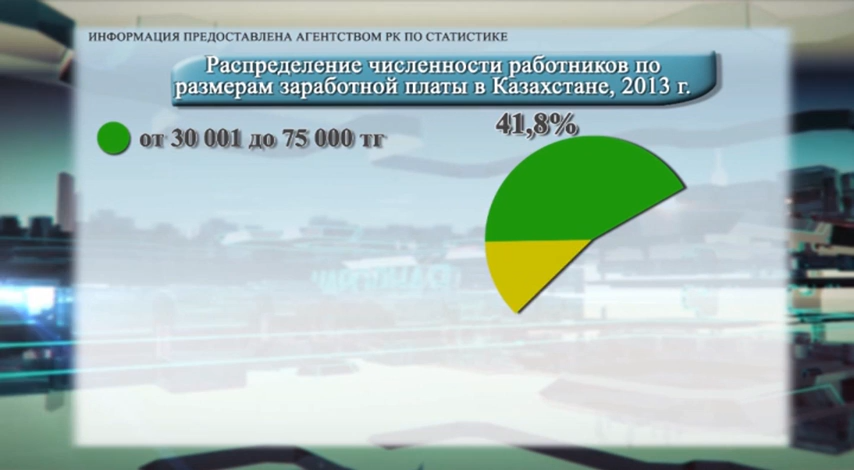 ИНФОРМАЦИЯ ПРЕДОСТАВЛЕНА АГЕНТСТВОМ РК ПО СТАТИСТИКЕ
Распределение численности работников по
размерам заработной платы в Казахстане, 2013 г.
41,8%
от 30 001 до 75 000 тг